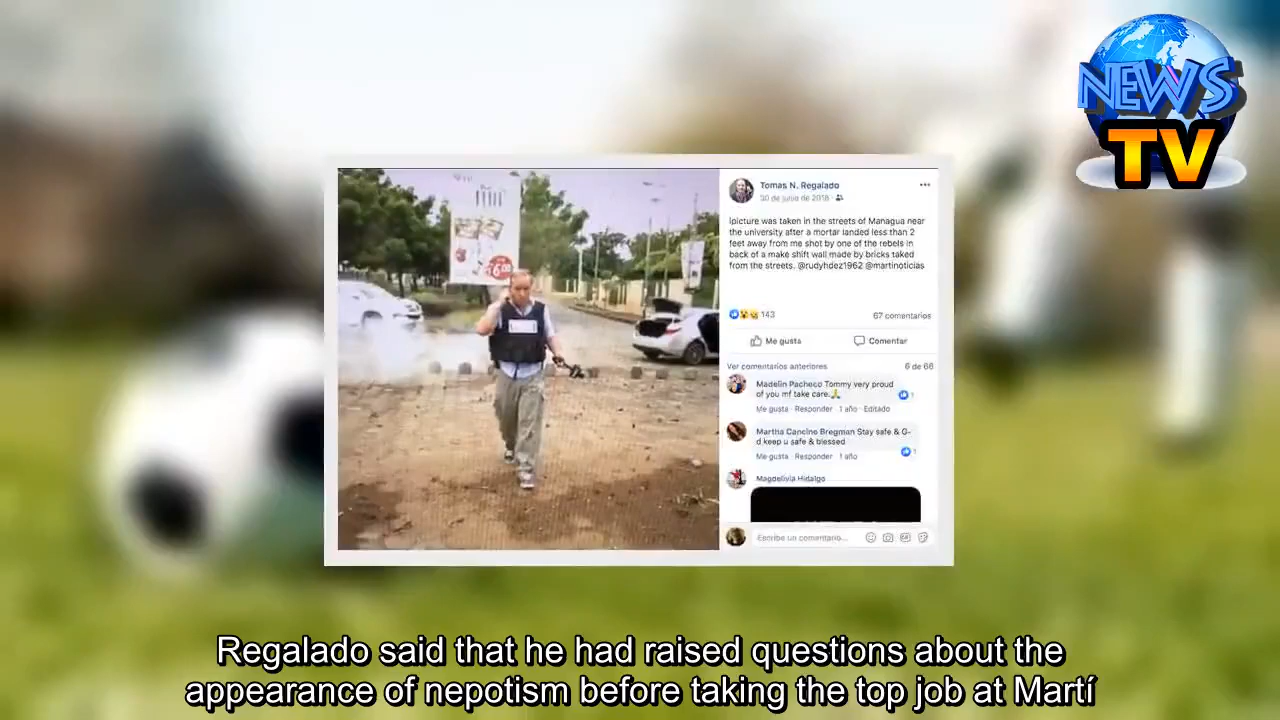 NEWS
TV
Tomas N. Regalado
30 de junio de 2018
picture was taken in the streets of Managua near
the university after a mortar landed less than 2
feet away from me shot by one of the rebels in
back of a make shift wall made by bricks taked
from the streets. @rudyhdez1962 @martinoticias
143
67 comentarios
Me gusta
Comentar
Ver comentarios anteriores
6 de 66
Madelin Pacheco Tommy very proud
of you mf take care.
1
Me gusta · Responder · 1 año · Editado
Martha Cancino Bregman Stay safe & G-
d keep u safe & blessed
1
Me gusta · Responder · 1 año
Magdelivia Hidalgo
Escribe un comentario...
GIF
Regalado said that he had raised questions about the
appearance of nepotism before taking the top job at Martí